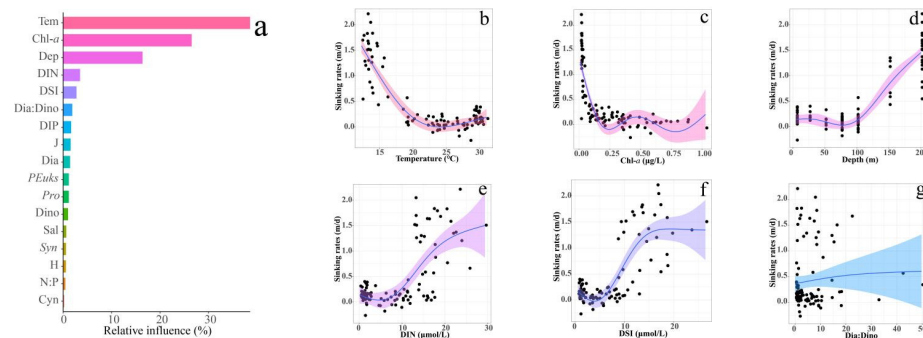 a
Tem
Chl-a
Dep
DIN
DSI
Dia:Dino
DIP
J
Dia
PEuks
Pro
Dino
Sal
Syn
H
N:P
Cyn
0 10 20 30
Relative influence (%)
b
Sinking rates (m/d)
2.0
1.5
1.0
0.5
0.0
15 20 25 30
Temperature (°C)
c
Sinking rates (m/d)
2.0
1.5
1.0
0.5
0.0
0.00 0.25 0.50 0.75 1.00
Chl-a (μg/L)
d
Sinking rates (m/d)
2.0
1.5
1.0
0.5
0.0
0 50 100 150 200
Depth (m)
e
Sinking rates (m/d)
2.0
1.5
1.0
0.5
0.0
0 10 20 30
DIN (μmol/L)
f
Sinking rates (m/d)
2.0
1.5
1.0
0.5
0.0
0 10 20
DSI (μmol/L)
g
Sinking rates (m/d)
2.0
1.5
1.0
0.5
0.0
0 10 20 30 40 50
Dia:Dino